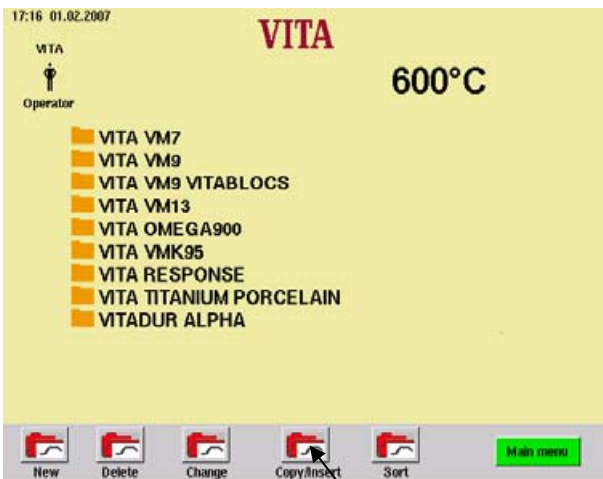 17:16 01.02.2007
VITA
VITA
600°C
Operator
VITA VM7
VITA VM9
VITA VM9 VITABLOCS
VITA VM13
VITA OMEGA900
VITA VMK95
VITA RESPONSE
VITA TITANIUM PORCELAIN
VITADUR ALPHA
New Delete Change Copy/Insert Sort Main menu